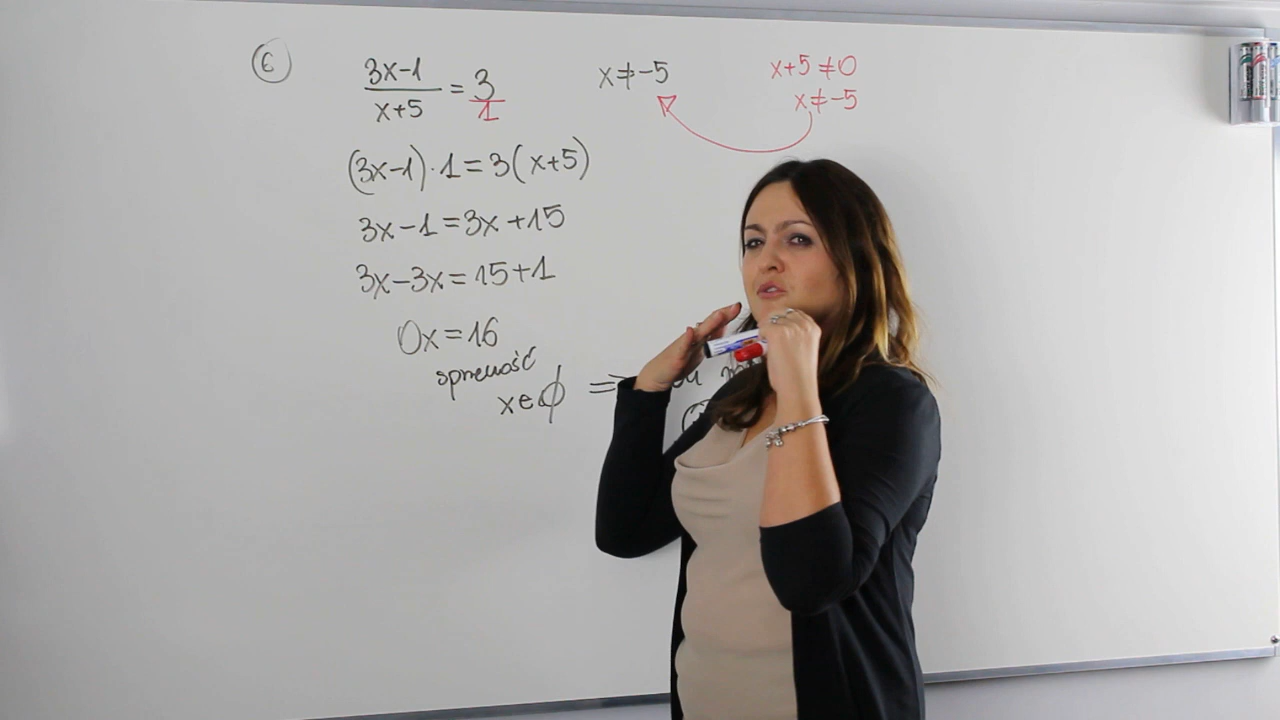 6
3x-1/x+5 = 3/1
x≠-5
x+5≠0
x≠-5
(3x-1)·1=3(x+5)
3x-1=3x+15
3x-3x=15+1
0x=16
sprzeczność
x∈∅ ⇒